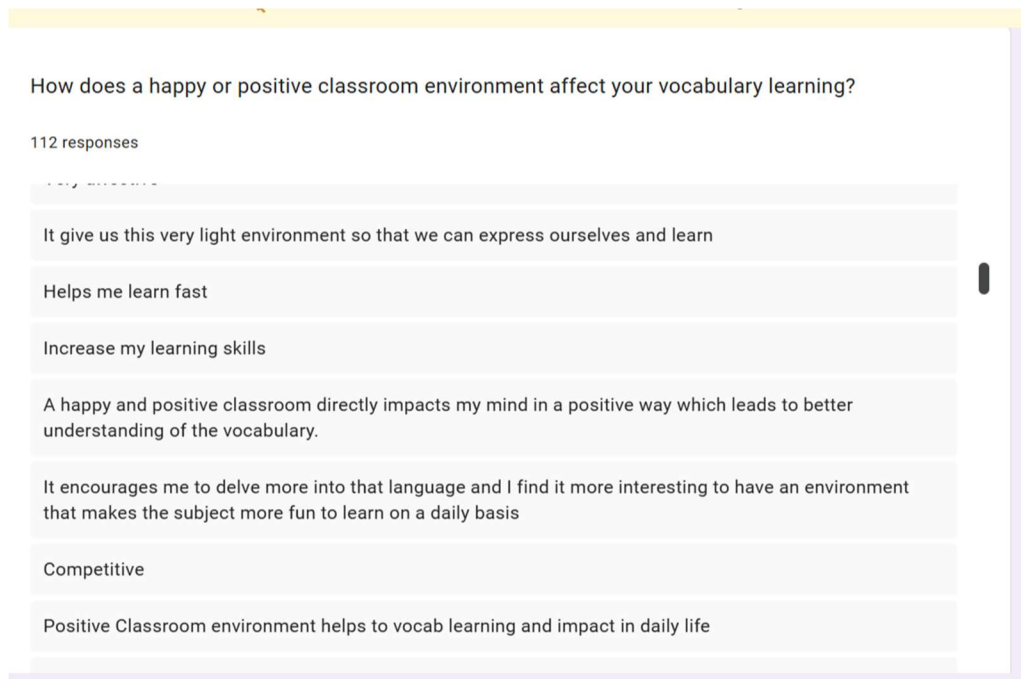 How does a happy or positive classroom environment affect your vocabulary learning?
112 responses
It give us this very light environment so that we can express ourselves and learn
Helps me learn fast
Increase my learning skills
A happy and positive classroom directly impacts my mind in a positive way which leads to better
understanding of the vocabulary.
It encourages me to delve more into that language and I find it more interesting to have an environment
that makes the subject more fun to learn on a daily basis
Competitive
Positive Classroom environment helps to vocab learning and impact in daily life